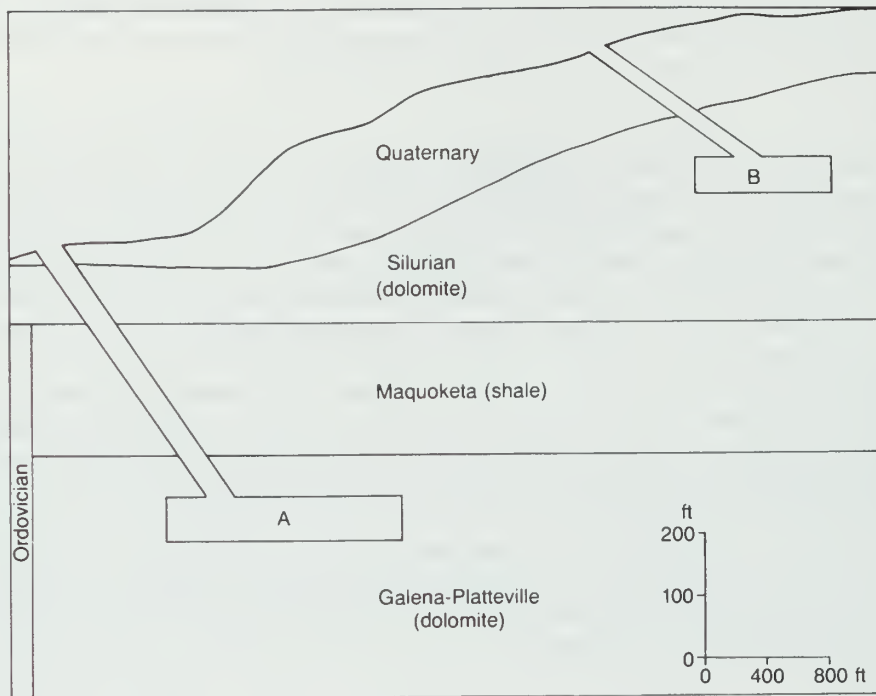 Quaternary
B
Silurian
(dolomite)
Maquoketa (shale)
Ordovician
A
Galena-Platteville
(dolomite)
ft
200
100
0
0 400 800 ft